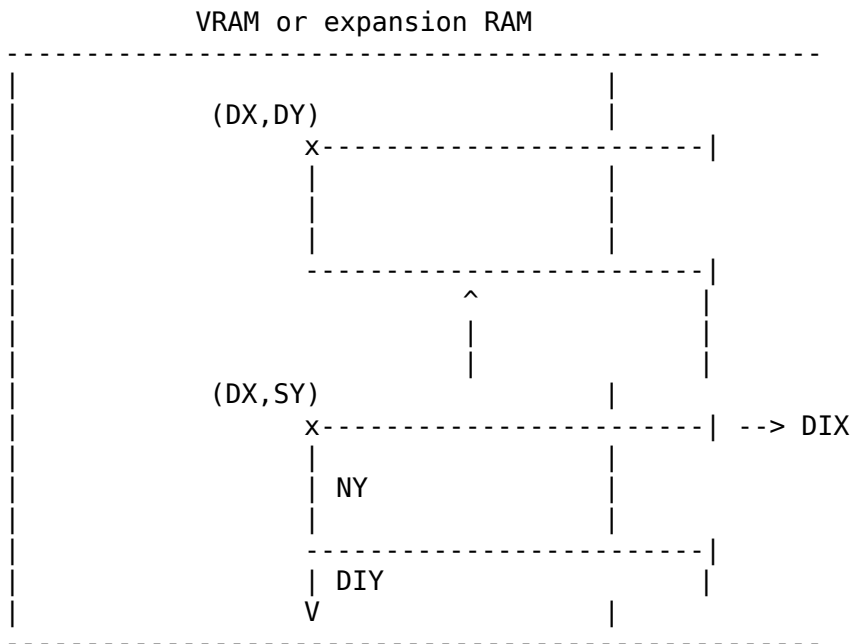 VRAM or expansion RAM
(DX,DY)
x
^
(DX,SY)
x --> DIX
NY
DIY
V